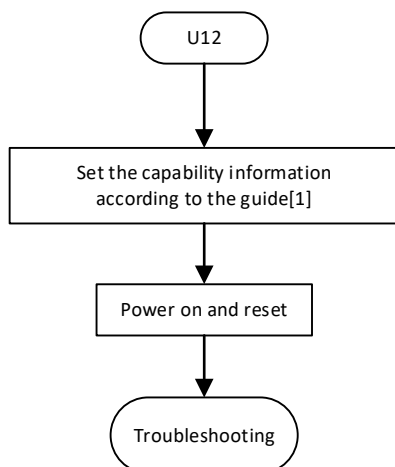 U12
Set the capability information
according to the guide[1]
Power on and reset
Troubleshooting